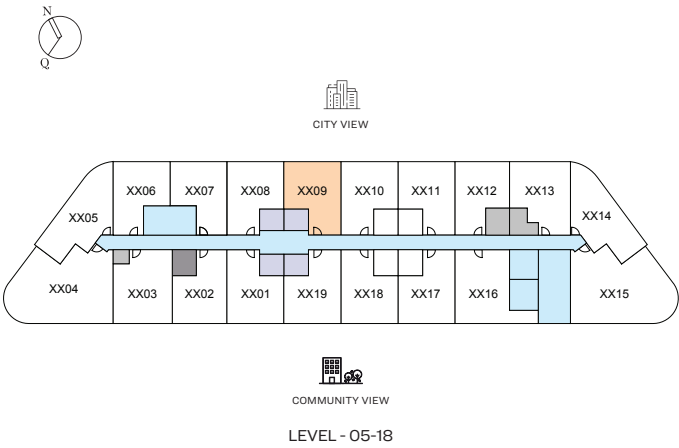 N
Q
CITY VIEW
XX06 XX07 XX08 XX09 XX10 XX11 XX12 XX13
XX05 XX14
XX04 XX03 XX02 XX01 XX19 XX18 XX17 XX16 XX15
COMMUNITY VIEW
LEVEL - 05-18